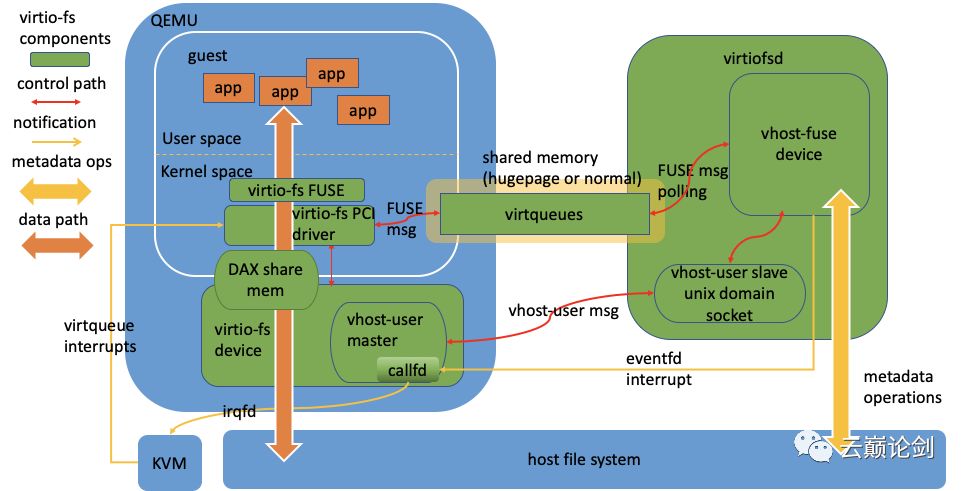 virtio-fs
components
control path
notification
metadata ops
data path
QEMU
guest
app
app
app
app
User space
Kernel space
virtio-fs FUSE
virtio-fs PCI
driver
DAX share
mem
virtio-fs
device
vhost-user
master
callfd
FUSE
msg
shared memory
(hugepage or normal)
virtqueues
FUSE msg
polling
virtiofsd
vhost-fuse
device
vhost-user slave
unix domain
socket
vhost-user msg
eventfd
interrupt
metadata
operations
virtqueue
interrupts
irqfd
KVM
host file system
云巅论剑